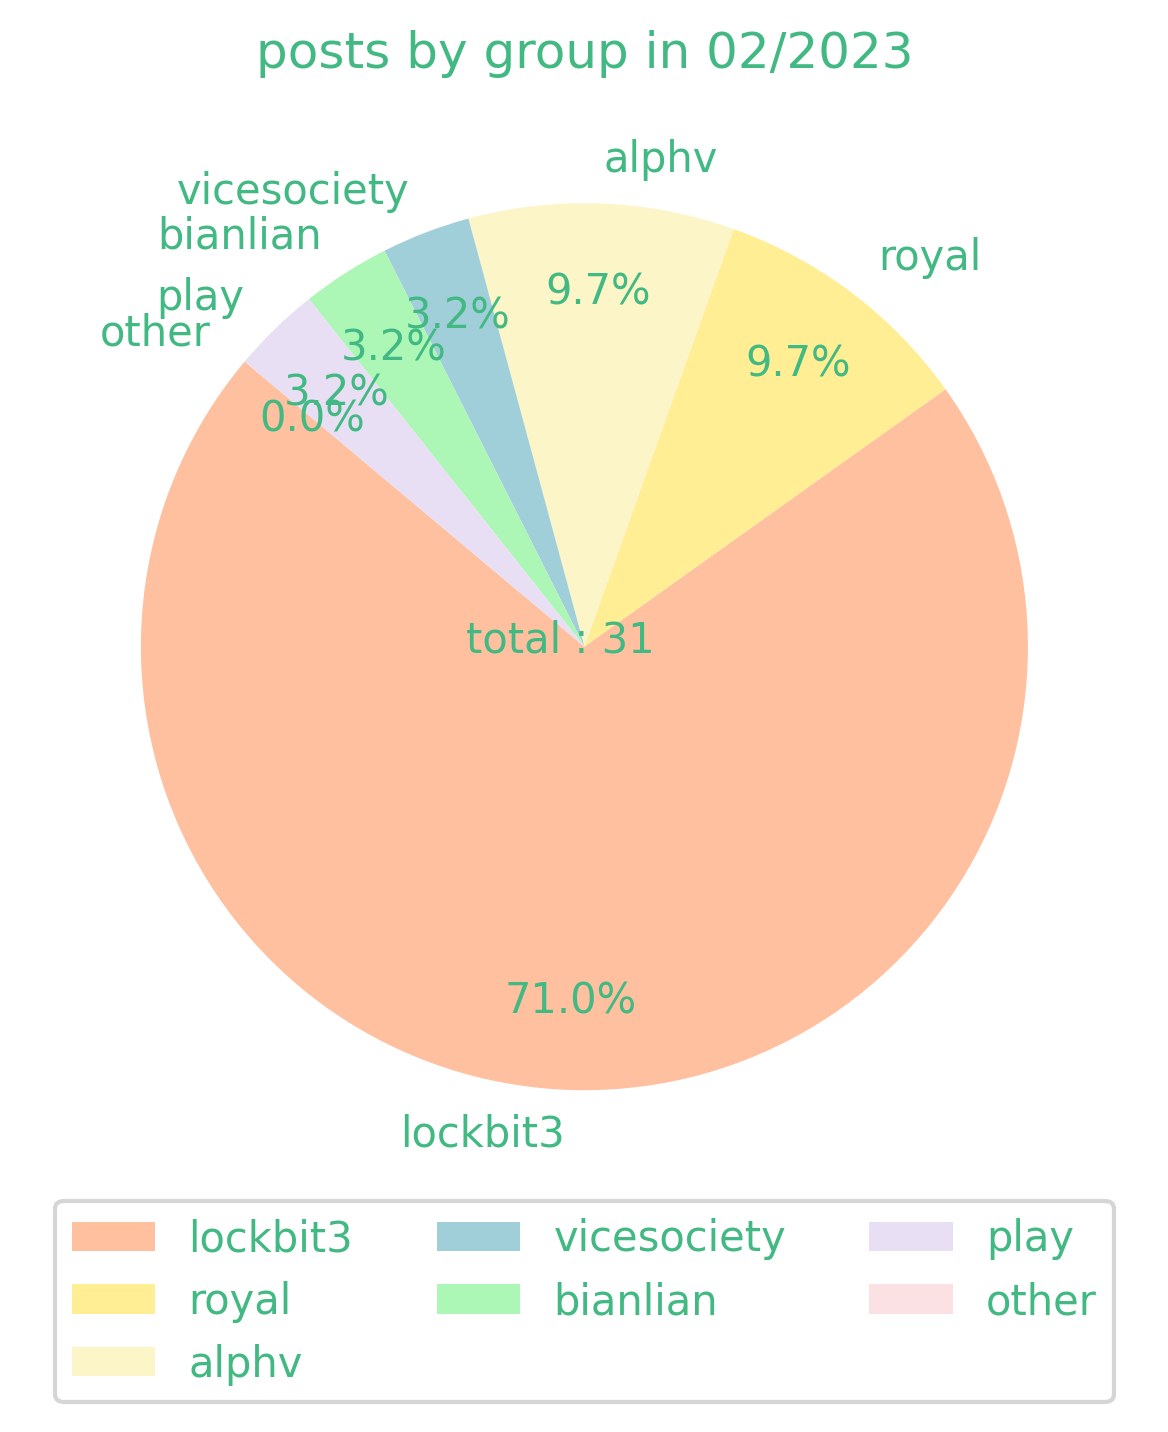 posts by group in 02/2023
alphv
vicesociety
bianlian
royal
play
other
9.7%
3.2%
3.2%
9.7%
3.2%
0.0%
total : 31
71.0%
lockbit3
lockbit3
vicesociety
play
royal
bianlian
other
alphv